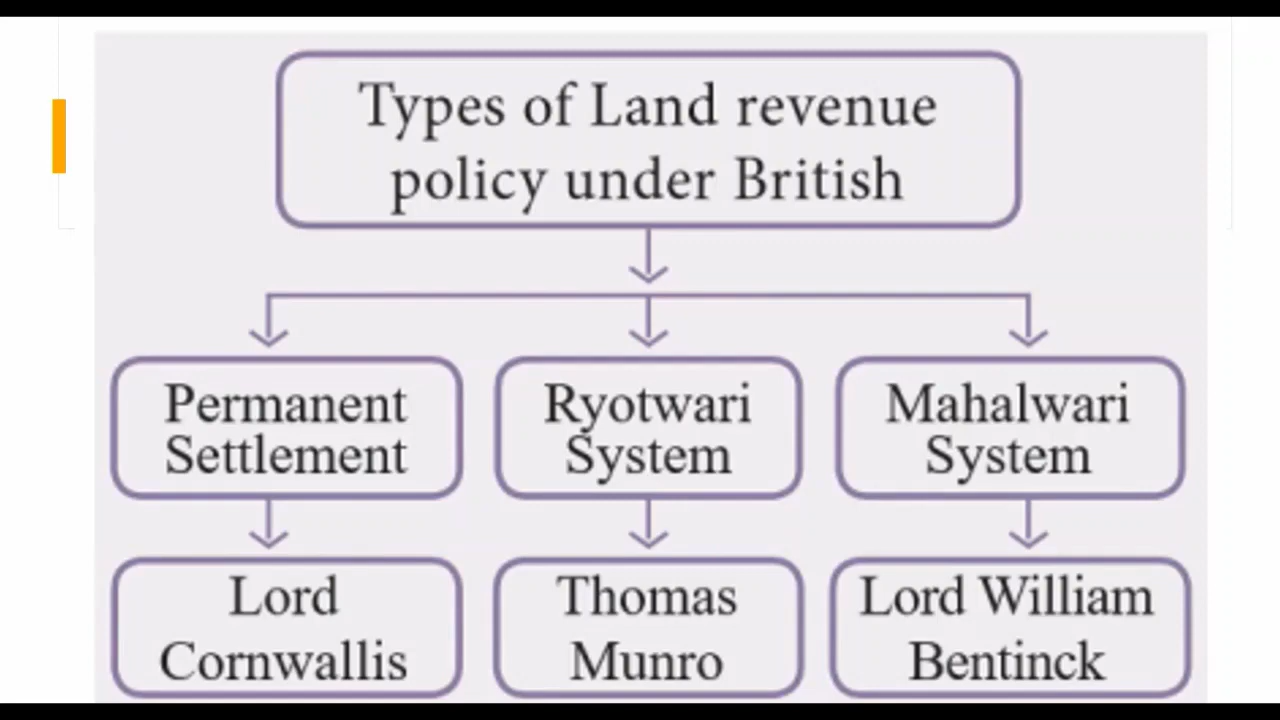 Types of Land revenue
policy under British
Permanent
Settlement
Ryotwari
System
Mahalwari
System
Lord
Cornwallis
Thomas
Munro
Lord William
Bentinck